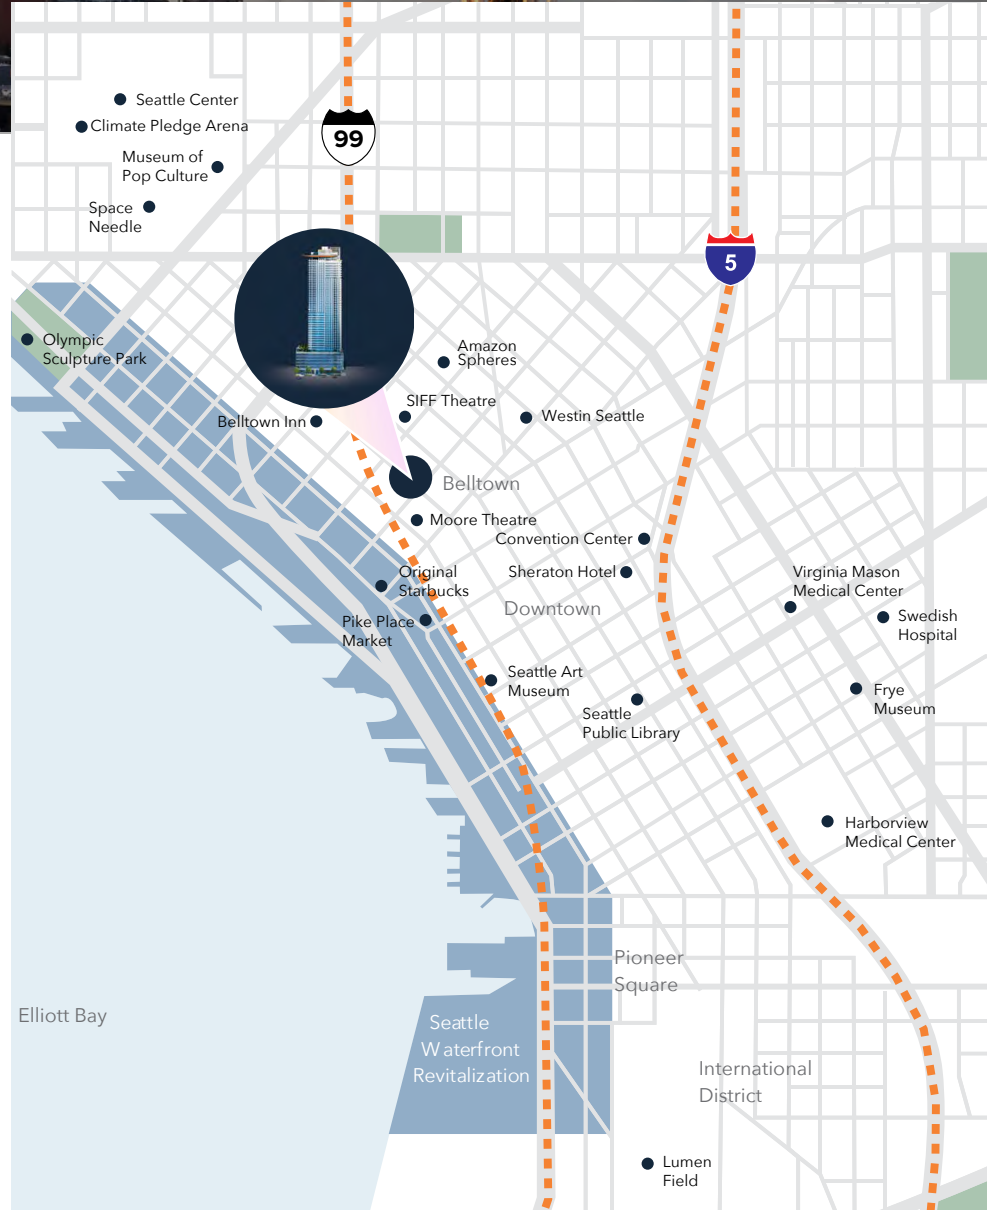 Seattle Center
Climate Pledge Arena
99
Museum of
Pop Culture
Space
Needle
5
Olympic
Sculpture Park
Amazon
Spheres
SIFF Theatre
Belltown Inn
Westin Seattle
Belltown
Moore Theatre
Convention Center
Original
Starbucks
Sheraton Hotel
Virginia Mason
Medical Center
Downtown
Swedish
Hospital
Pike Place
Market
Seattle Art
Museum
Frye
Museum
Seattle
Public Library
Harborview
Medical Center
Pioneer
Square
Elliott Bay
Seattle
Waterfront
Revitalization
International
District
Lumen
Field